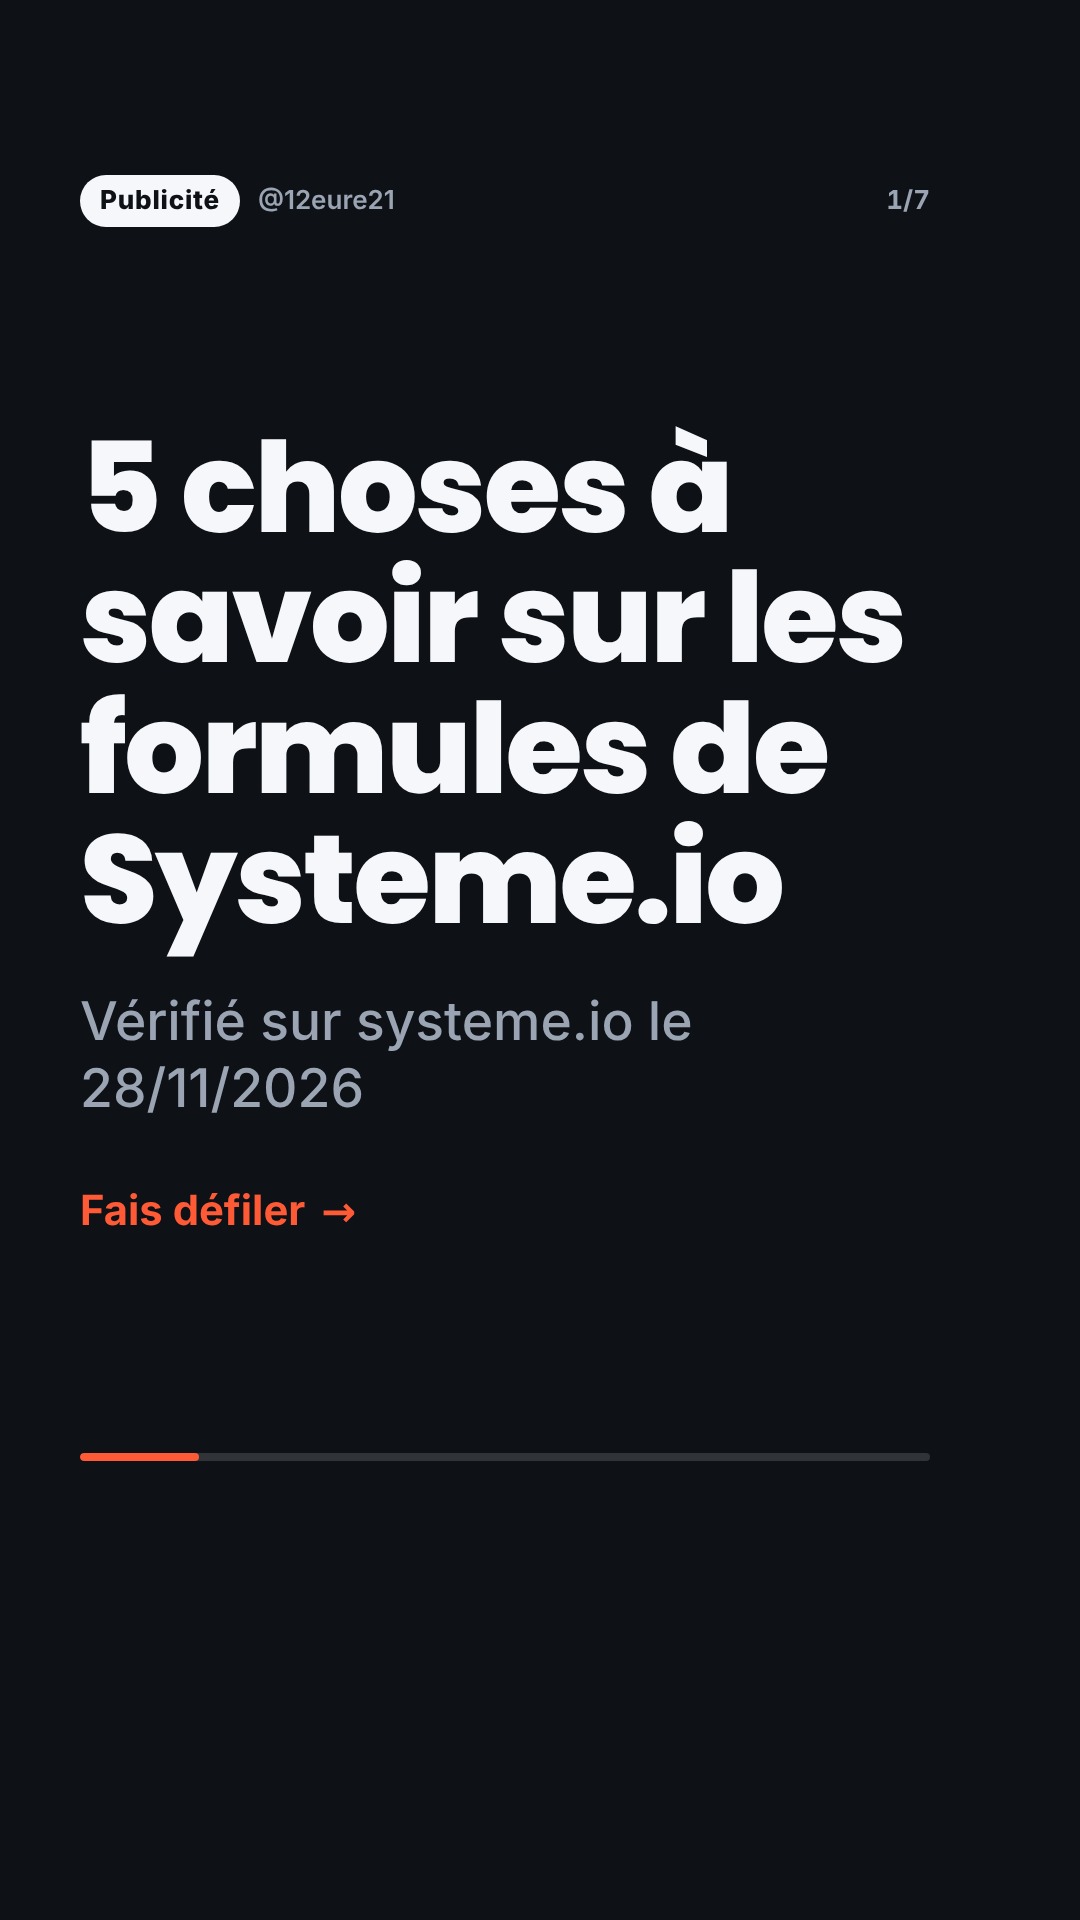 Publicité @12eure21 1/7
5 choses à
savoir sur les
formules de
Systeme.io
Vérifié sur systeme.io le
28/11/2026
Fais défiler →